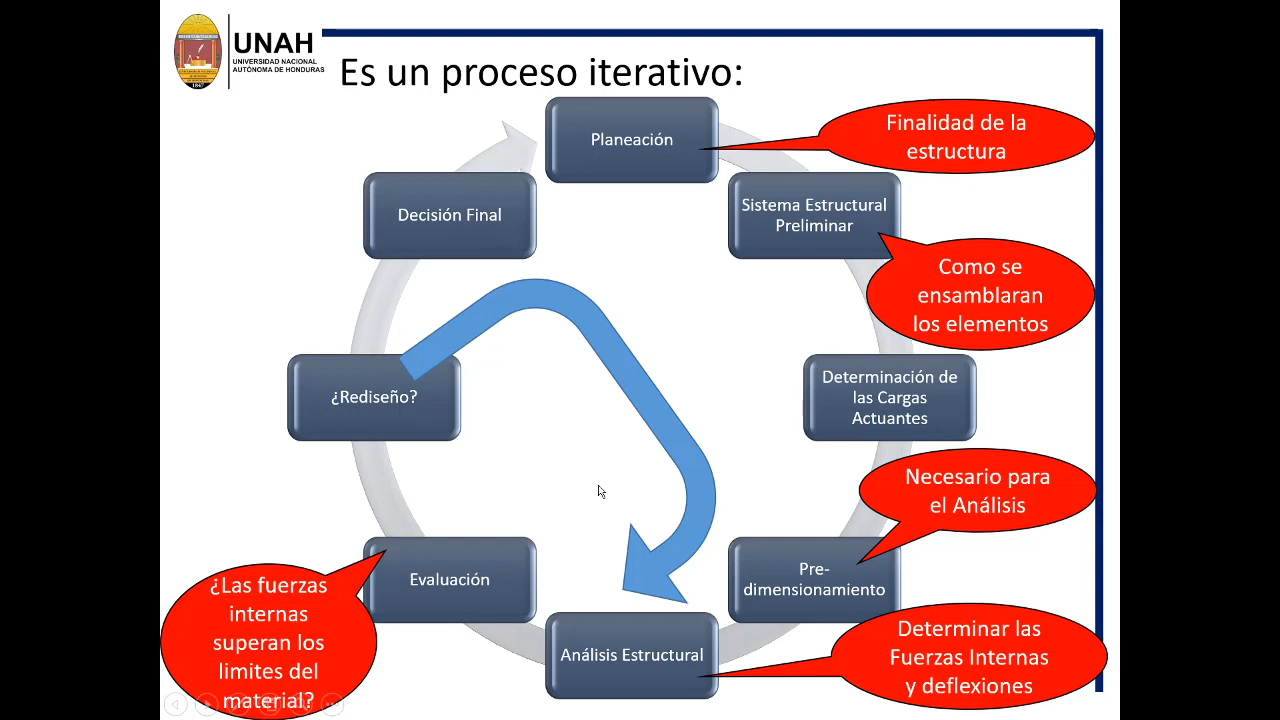 UNAH
UNIVERSIDAD NACIONAL
AUTÓNOMA DE HONDURAS
Es un proceso iterativo:
Planeación
Finalidad de la
estructura
Sistema Estructural
Preliminar
Como se
ensamblaran
los elementos
Determinación de
las Cargas
Actuantes
Necesario para
el Análisis
Pre-
dimensionamiento
Determinar las
Fuerzas Internas
y deflexiones
Análisis Estructural
Evaluación
¿Las fuerzas
internas
superan los
limites del
material?
¿Rediseño?
Decisión Final